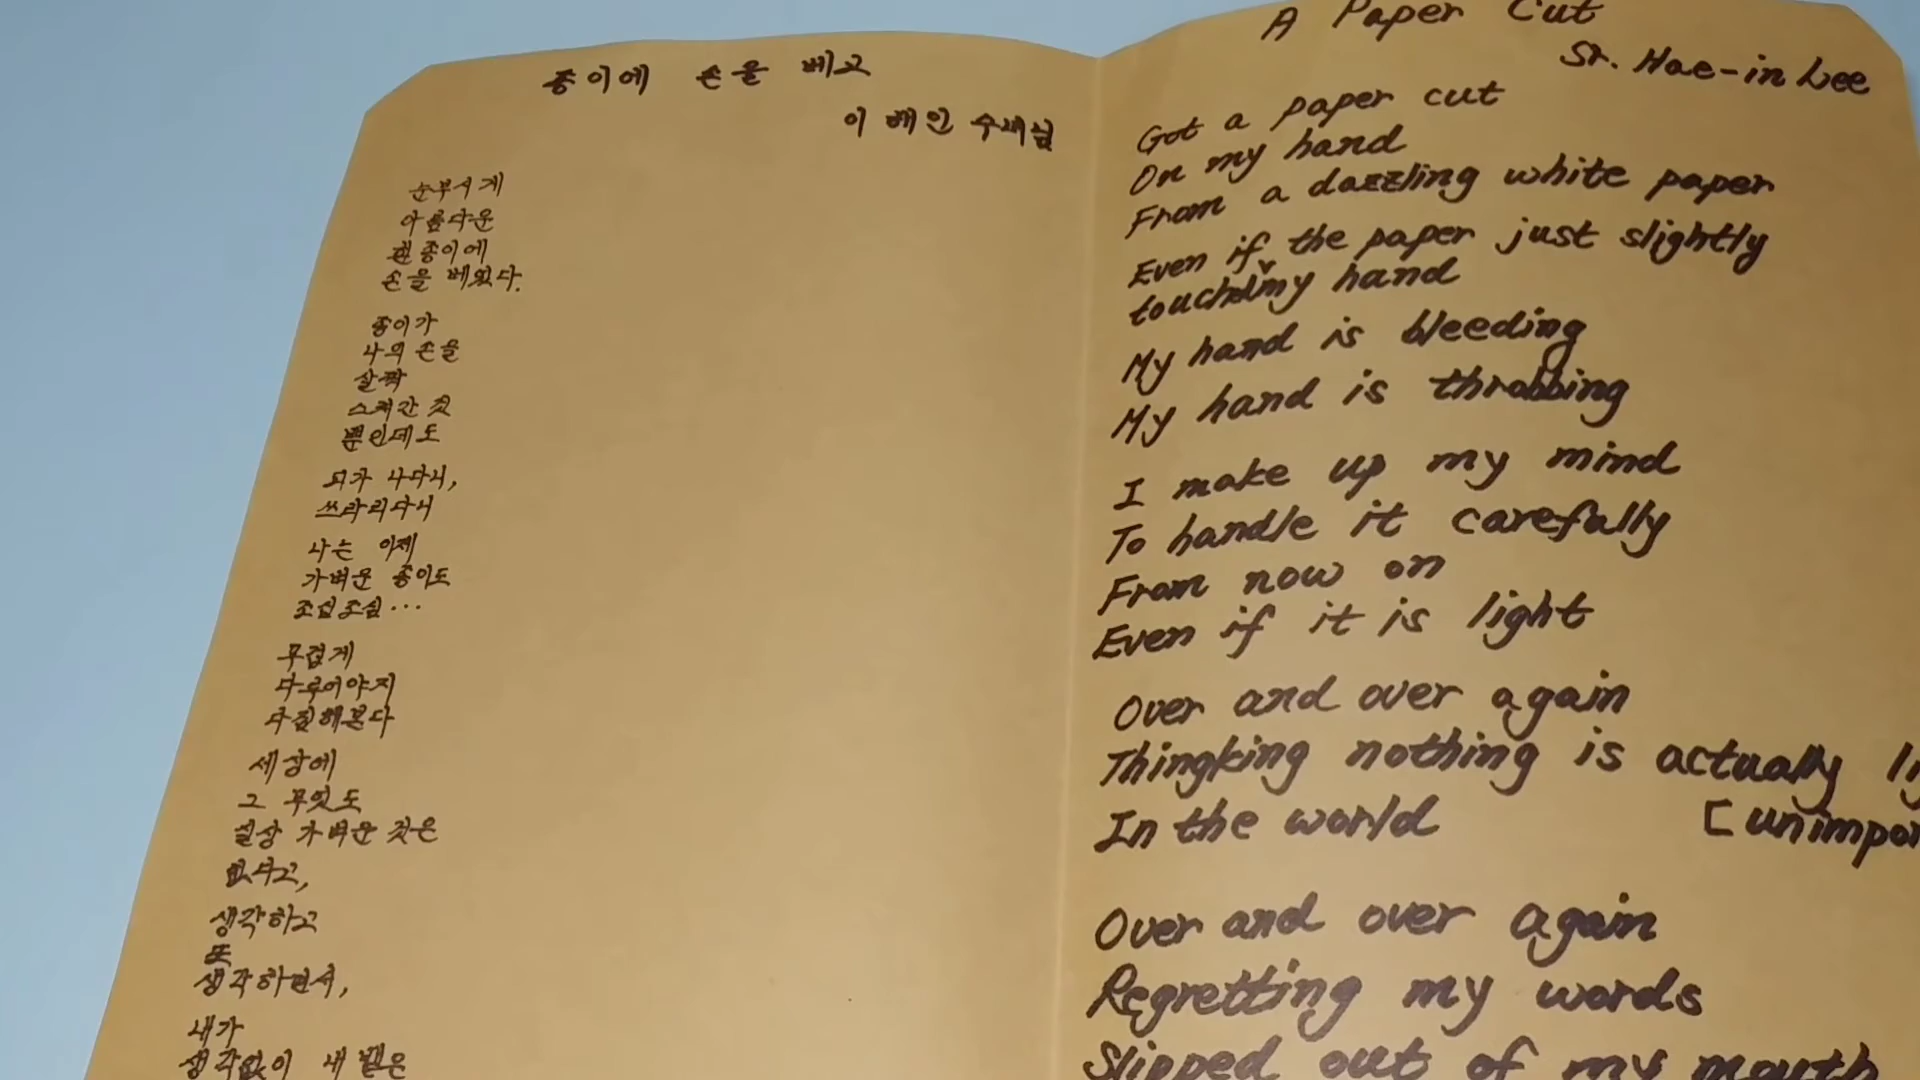 종이에 손을 베고
이해인 수녀님
눈부시게
아름다운
흰 종이에
손을 베었다.
종이가
나의 손을
살짝
스쳐간 것
뿐인데도
피가 나다니,
쓰라리다니
나는 이제
가벼운 종이도
조심조심...
무겁게
다루어야지
다짐해본다
세상에
그 무엇도
실상 가벼운 것은
없다고,
생각하고
또
생각하면서,
내가
생각없이 내뱉은
A Paper Cut
Sr. Hae-in Lee
Got a paper cut
On my hand
From a dazzling white paper
Even if the paper just slightly
touched my hand
My hand is bleeding
My hand is throbbing
I make up my mind
To handle it carefully
From now on
Even if it is light
Over and over again
Thingking nothing is actually
In the world
Over and over again
Regretting my words
Slipped out of my mouth